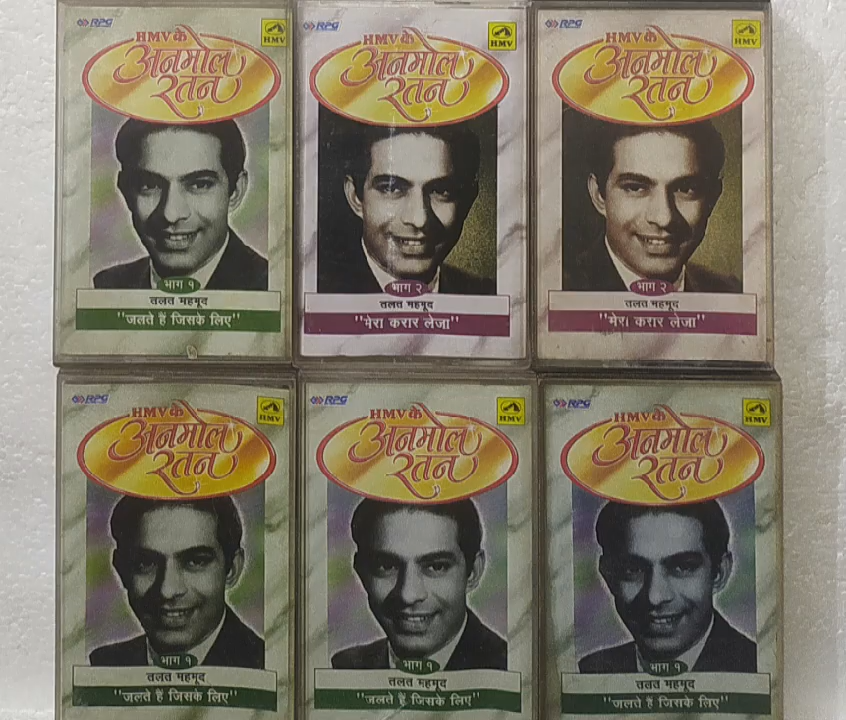 RPG
HMV
HMV के
अनमोल
रतन
भाग १
तलत महमूद
"जलते हैं जिसके लिए"
RPG
HMV
HMV के
अनमोल
रतन
भाग २
तलत महमूद
"मेरा करार लेजा"
RPG
HMV
HMV के
अनमोल
रतन
भाग २
तलत महमूद
"मेरा करार लेजा"
RPG
HMV
HMV के
अनमोल
रतन
भाग १
तलत महमूद
"जलते हैं जिसके लिए"
RPG
HMV
HMV के
अनमोल
रतन
भाग १
तलत महमूद
"जलते हैं जिसके लिए"
RPG
HMV
HMV के
अनमोल
रतन
भाग १
तलत महमूद
"जलते हैं जिसके लिए"